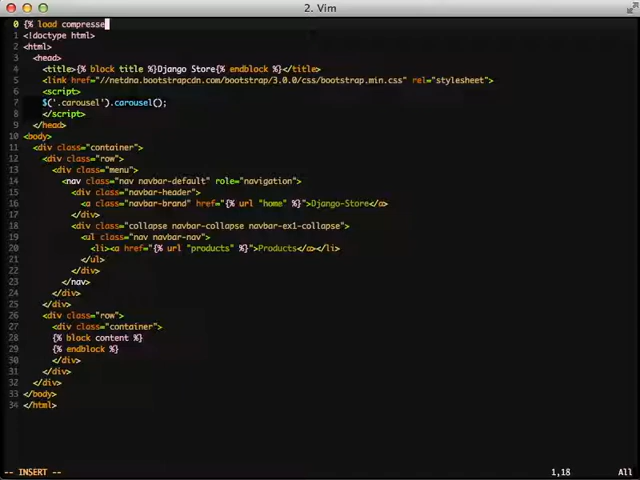 2. Vim
0 {% load compresse
1 <!doctype html>
2 <html>
3 <head>
4 <title>{% block title %}Django Store{% endblock %}</title>
5 <link href="//netdna.bootstrapcdn.com/bootstrap/3.0.0/css/bootstrap.min.css" rel="stylesheet">
6 <script>
7 $('.carousel').carousel();
8 </script>
9 </head>
10 <body>
11 <div class="container">
12 <div class="row">
13 <div class="menu">
14 <nav class="nav navbar-default" role="navigation">
15 <div class="navbar-header">
16 <a class="navbar-brand" href="{% url "home" %}">Django-Store</a>
17 </div>
18 <div class="collapse navbar-collapse navbar-ex1-collapse">
19 <ul class="nav navbar-nav">
20 <li><a href="{% url "products" %}">Products</a></li>
21 </ul>
22 </div>
23 </nav>
24 </div>
25 </div>
26 <div class="row">
27 <div class="container">
28 {% block content %}
29 {% endblock %}
30 </div>
31 </div>
32 </div>
33 </body>
34 </html>
-- INSERT -- 1,18 All